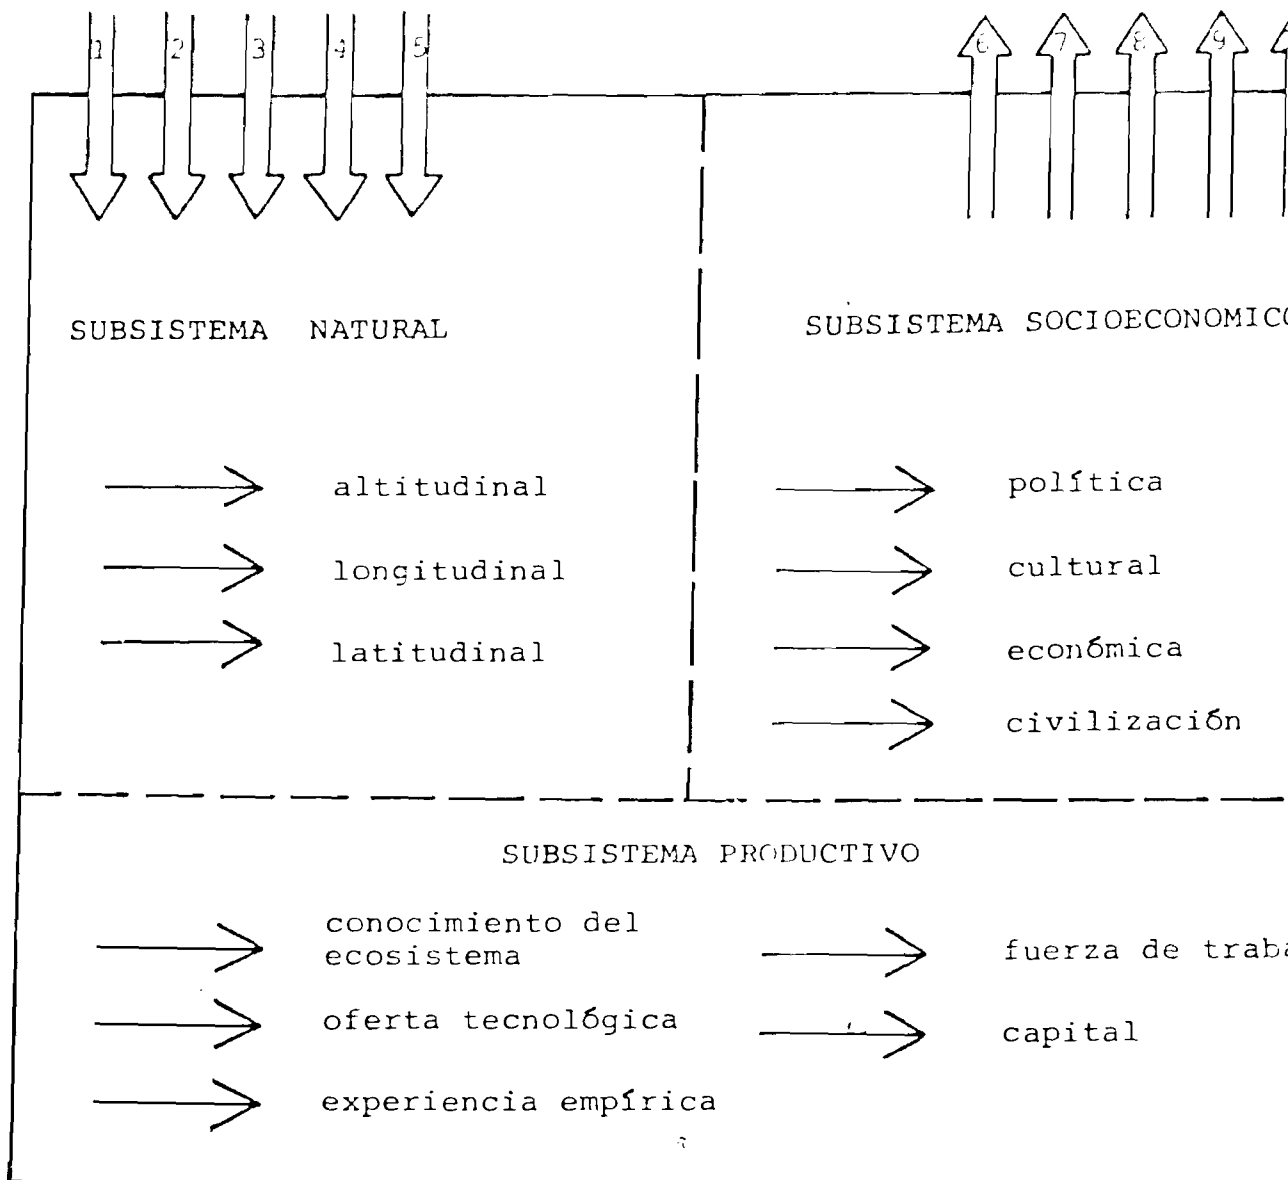 1 2 3 4 5 6 7 8 9
SUBSISTEMA NATURAL
SUBSISTEMA SOCIOECONOMICO
altitudinal
longitudinal
latitudinal
política
cultural
económica
civilización
SUBSISTEMA PRODUCTIVO
conocimiento del
ecosistema
oferta tecnológica
experiencia empírica
fuerza de traba
capital